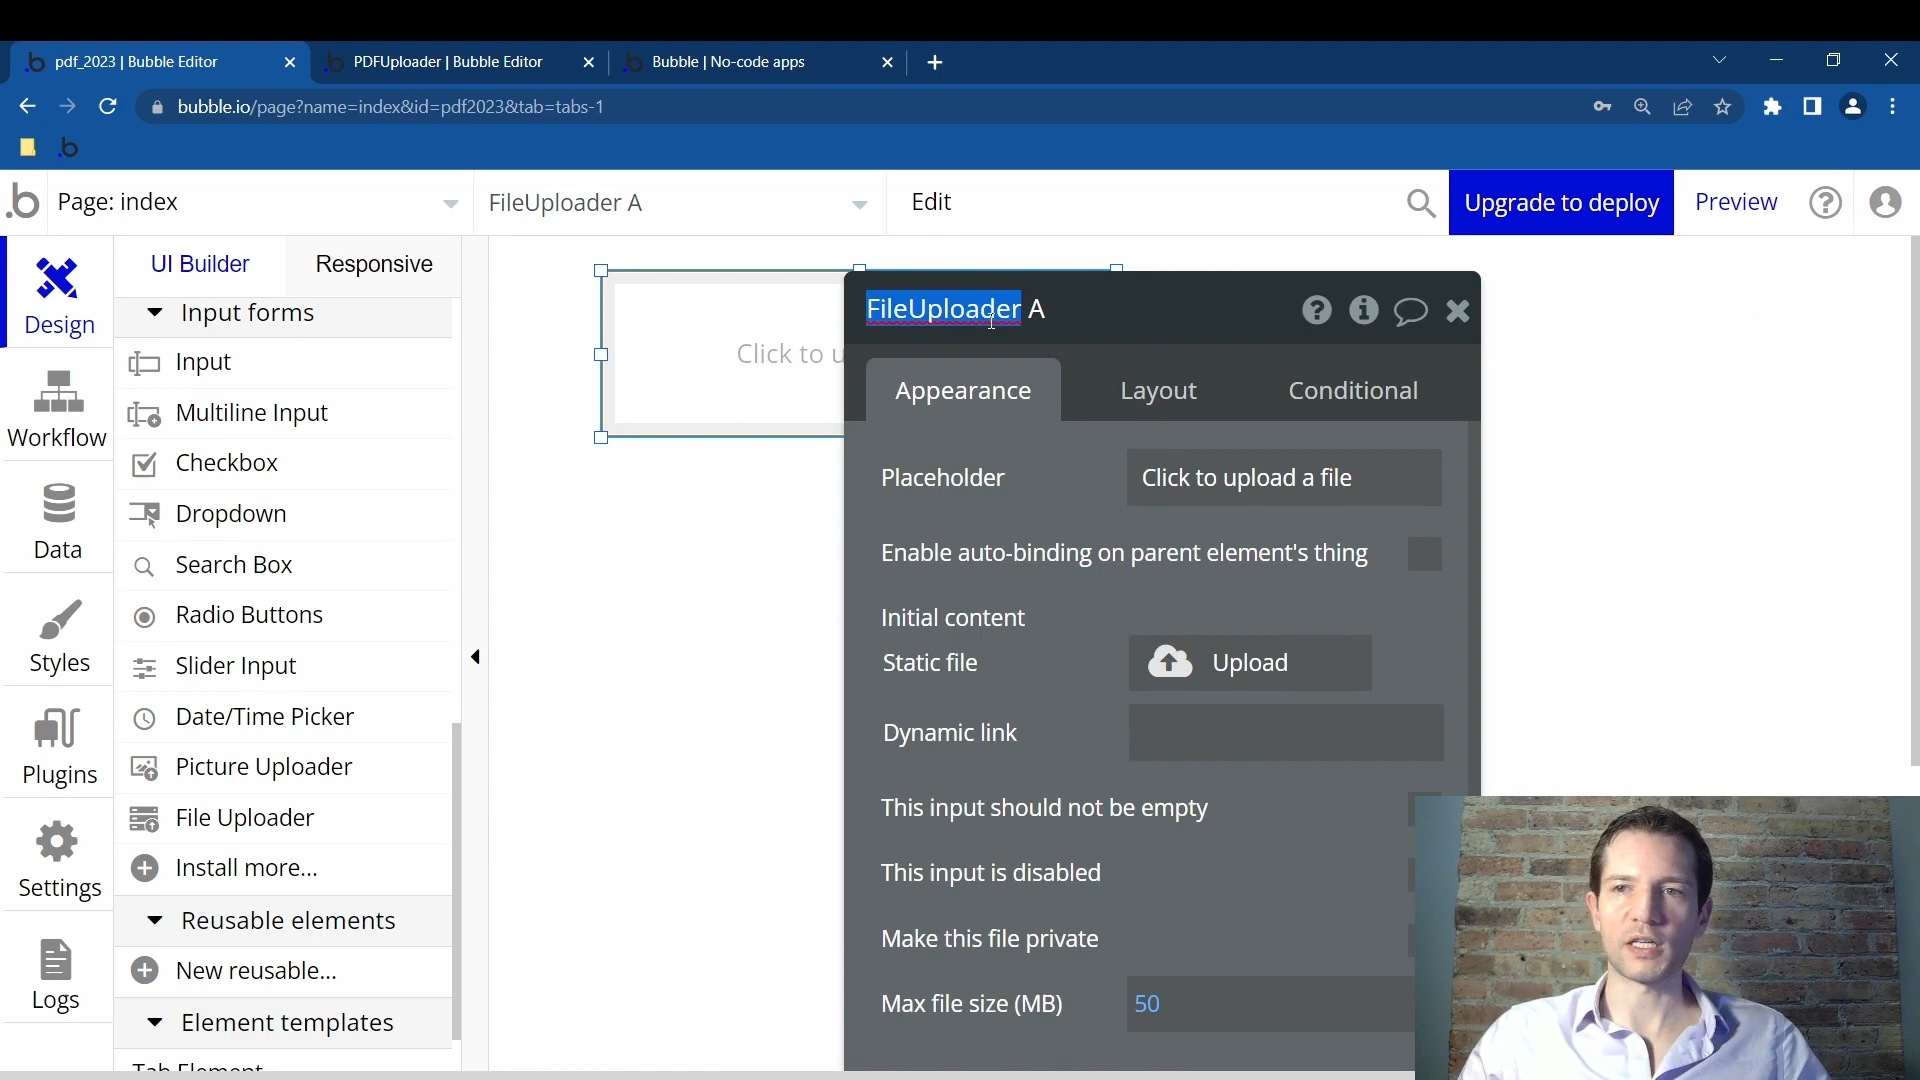 pdf_2023 | Bubble Editor
PDFUploader | Bubble Editor
Bubble | No-code apps
bubble.io/page?name=index&id=pdf2023&tab=tabs-1
.b
.b Page: index
FileUploader A
Edit
Upgrade to deploy
Preview
Design
Workflow
Data
Styles
Plugins
Settings
Logs
UI Builder
Responsive
Input forms
Input
Multiline Input
Checkbox
Dropdown
Search Box
Radio Buttons
Slider Input
Date/Time Picker
Picture Uploader
File Uploader
Install more...
Reusable elements
New reusable...
Element templates
Tab Element
Click to u
FileUploader A
Appearance
Layout
Conditional
Placeholder
Click to upload a file
Enable auto-binding on parent element's thing
Initial content
Static file
Upload
Dynamic link
This input should not be empty
This input is disabled
Make this file private
Max file size (MB)
50